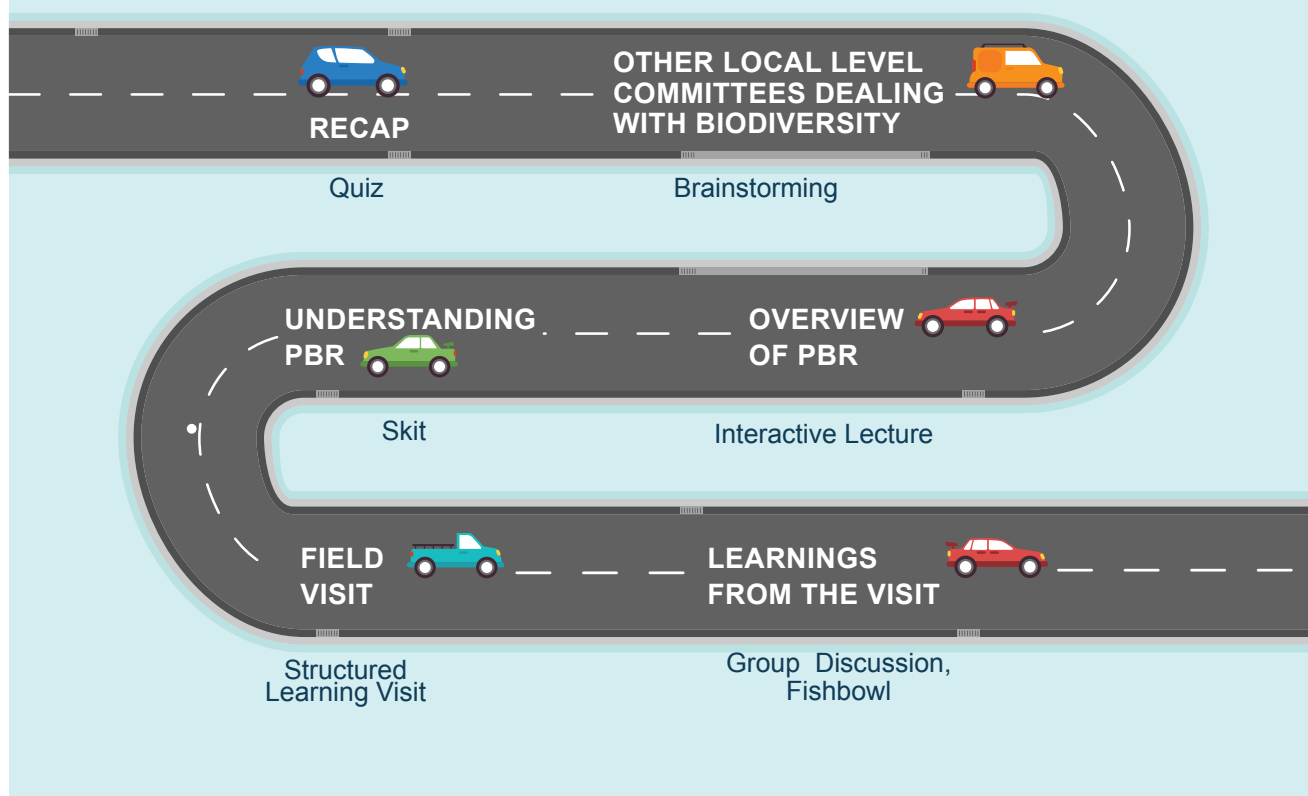 RECAP
Quiz
OTHER LOCAL LEVEL
COMMITTEES DEALING
WITH BIODIVERSITY
Brainstorming
OVERVIEW
OF PBR
Interactive Lecture
UNDERSTANDING
PBR
Skit
FIELD
VISIT
Structured
Learning Visit
LEARNINGS
FROM THE VISIT
Group Discussion,
Fishbowl